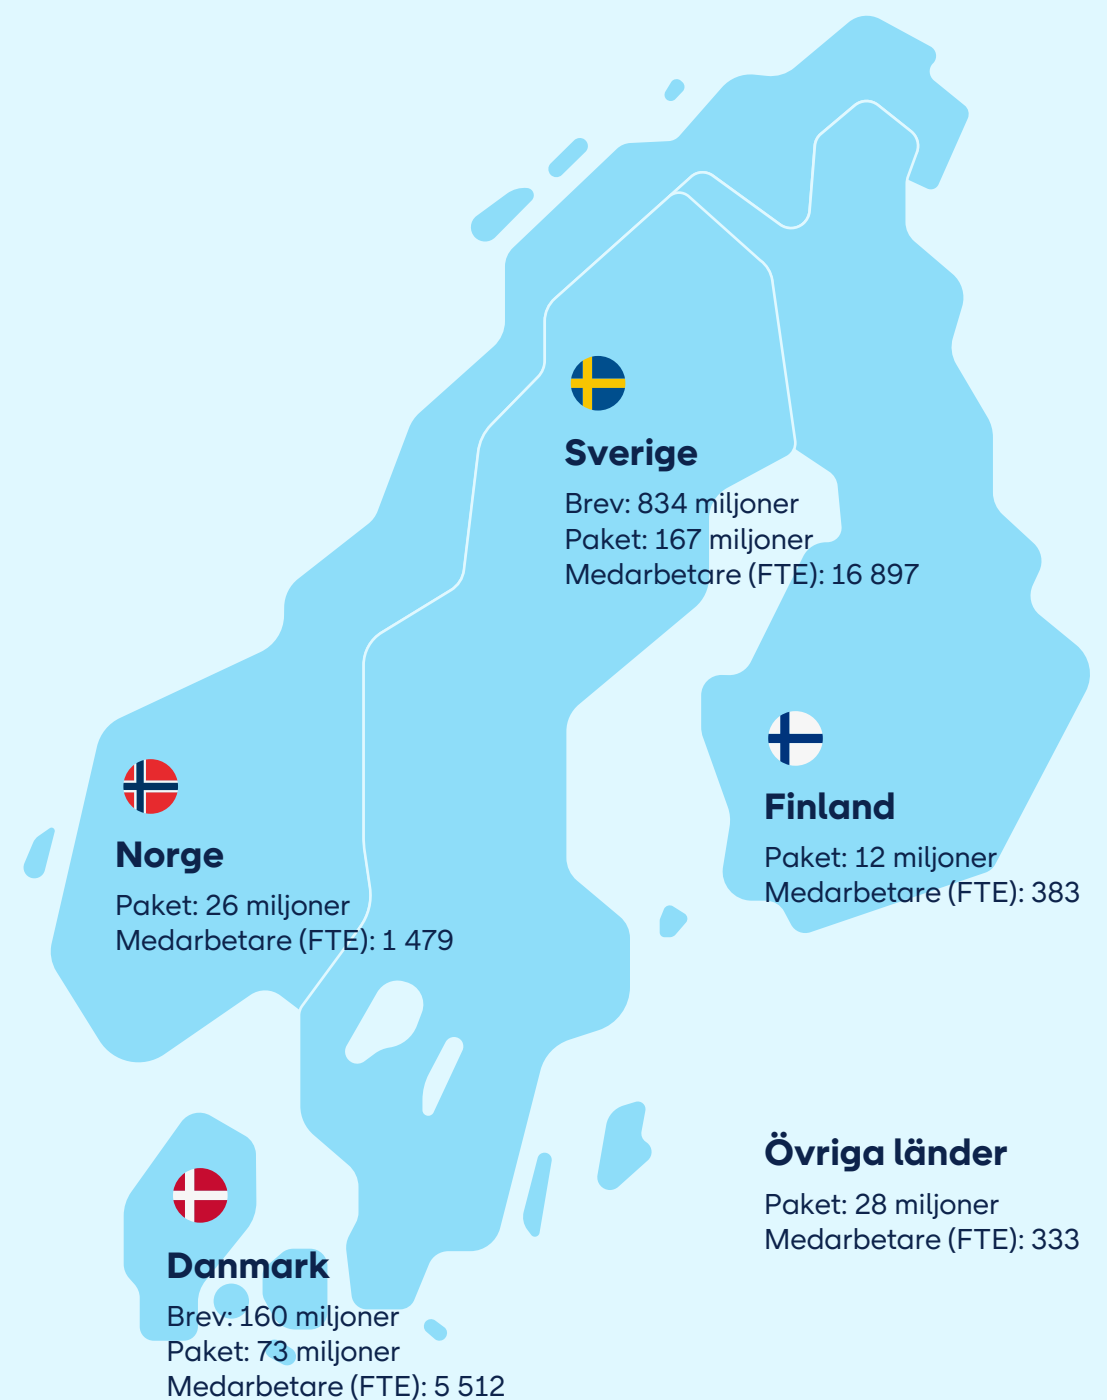 Sverige
Brev: 834 miljoner
Paket: 167 miljoner
Medarbetare (FTE): 16 897
Finland
Paket: 12 miljoner
Medarbetare (FTE): 383
Norge
Paket: 26 miljoner
Medarbetare (FTE): 1 479
Övriga länder
Paket: 28 miljoner
Medarbetare (FTE): 333
Danmark
Brev: 160 miljoner
Paket: 73 miljoner
Medarbetare (FTE): 5 512